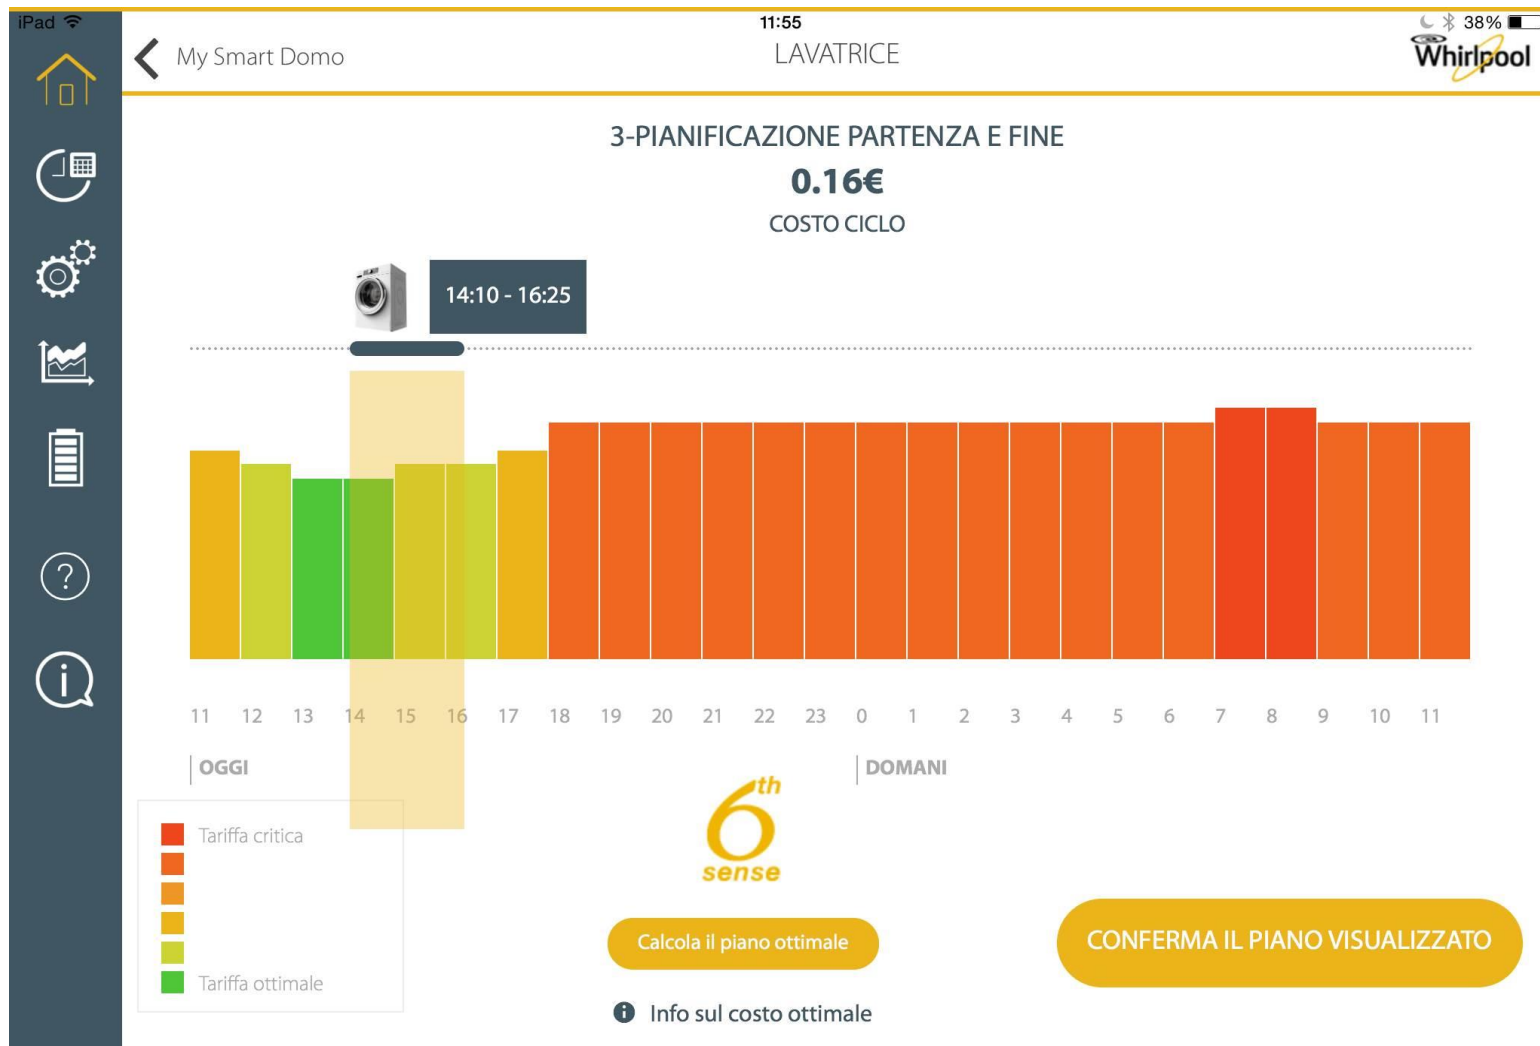 iPad 11:55 38%
My Smart Domo LAVATRICE Whirlpool
3-PIANIFICAZIONE PARTENZA E FINE
0.16€
COSTO CICLO
14:10 - 16:25
11 12 13 14 15 16 17 18 19 20 21 22 23 0 1 2 3 4 5 6 7 8 9 10 11
OGGI DOMANI
6th
sense
Tariffa critica
Tariffa ottimale
Calcola il piano ottimale
CONFERMA IL PIANO VISUALIZZATO
? 
i
i Info sul costo ottimale